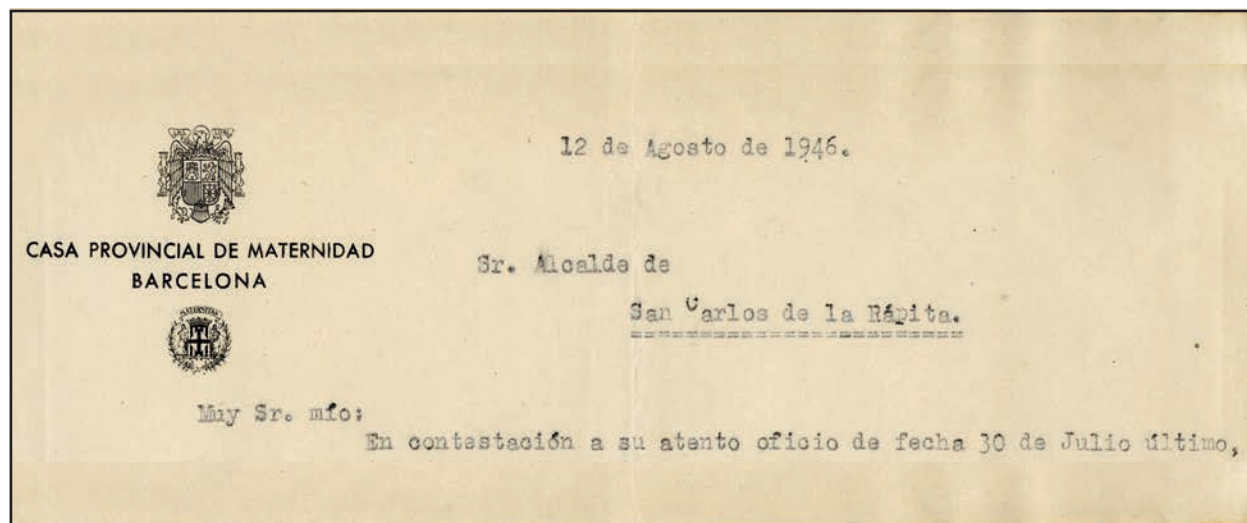 12 de Agosto de 1946.
CASA PROVINCIAL DE MATERNIDAD
BARCELONA
Sr. Alcalde de
San Carlos de la Rápita.
Muy Sr. mío:
En contestación a su atento oficio de fecha 30 de Julio último,